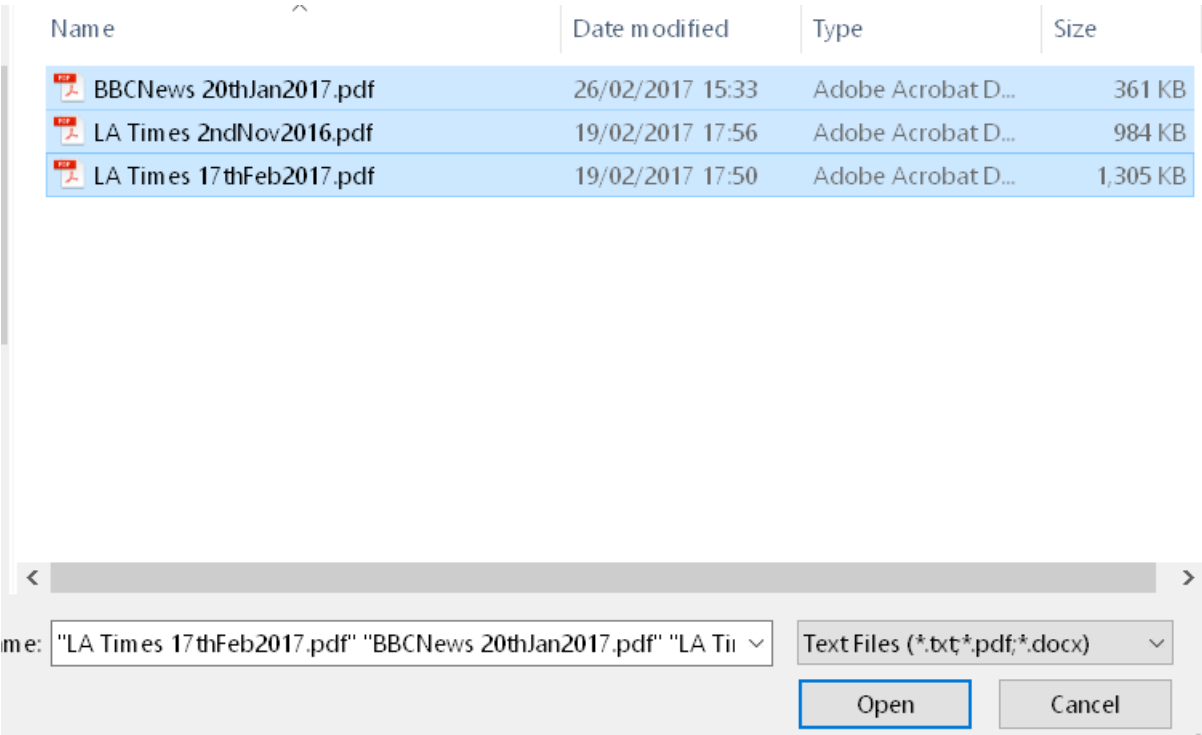 Name Date modified Type Size
BBCNews 20thJan2017.pdf 26/02/2017 15:33 Adobe Acrobat D... 361 KB
LA Times 2ndNov2016.pdf 19/02/2017 17:56 Adobe Acrobat D... 984 KB
LA Times 17thFeb2017.pdf 19/02/2017 17:50 Adobe Acrobat D... 1,305 KB
me: "LA Times 17thFeb2017.pdf" "BBCNews 20thJan2017.pdf" "LA Text Files (*.txt;*.pdf;*.docx)
Open Cancel